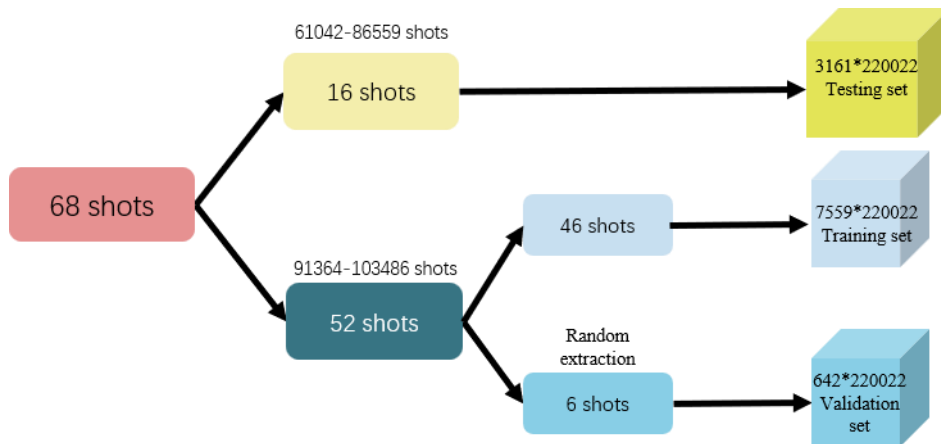 61042-86559 shots
16 shots
3161*220022
Testing set
68 shots
46 shots
7559*220022
Training set
91364-103486 shots
52 shots
Random
extraction
6 shots
642*220022
Validation
set